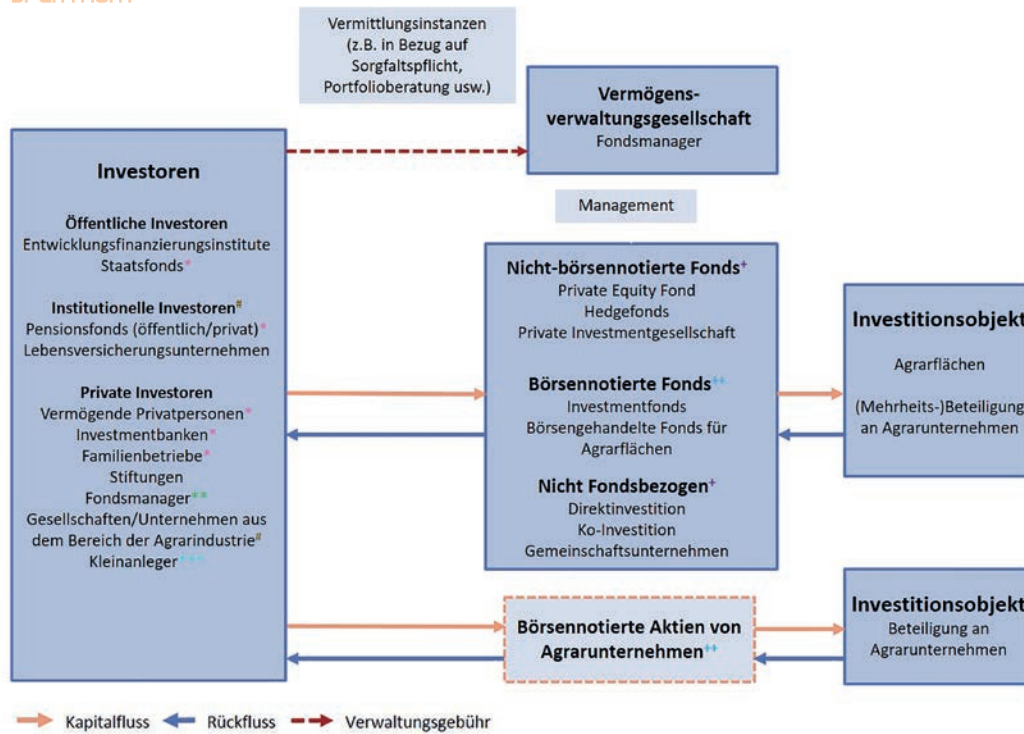 Vermittlungsinstanzen
(z.B. in Bezug auf
Sorgfaltspflicht,
Portfolioberatung usw.)
Vermögens-
verwaltungsgesellschaft
Fondsmanager
Management
Investoren
Öffentliche Investoren
Entwicklungsfinanzierungsinstitute
Staatsfonds*
Institutionelle Investoren#
Pensionsfonds (öffentlich/privat)*
Lebensversicherungsunternehmen
Private Investoren
Vermögende Privatpersonen*
Investmentbanken*
Familienbetriebe*
Stiftungen
Fondsmanager**
Gesellschaften/Unternehmen aus
dem Bereich der Agrarindustrie#
Kleinanleger+++
Nicht-börsennotierte Fonds+
Private Equity Fond
Hedgefonds
Private Investmentgesellschaft
Börsennotierte Fonds++
Investmentfonds
Börsengehandelte Fonds für
Agrarflächen
Nicht Fondsbezogen+
Direktinvestition
Ko-Investition
Gemeinschaftsunternehmen
Investitionsobjekt
Agrarflächen
(Mehrheits-)Beteiligung
an Agrarunternehmen
Börsennotierte Aktien von
Agrarunternehmen++
Investitionsobjekt
Beteiligung an
Agrarunternehmen
Kapitalfluss
Rückfluss
Verwaltungsgebühr